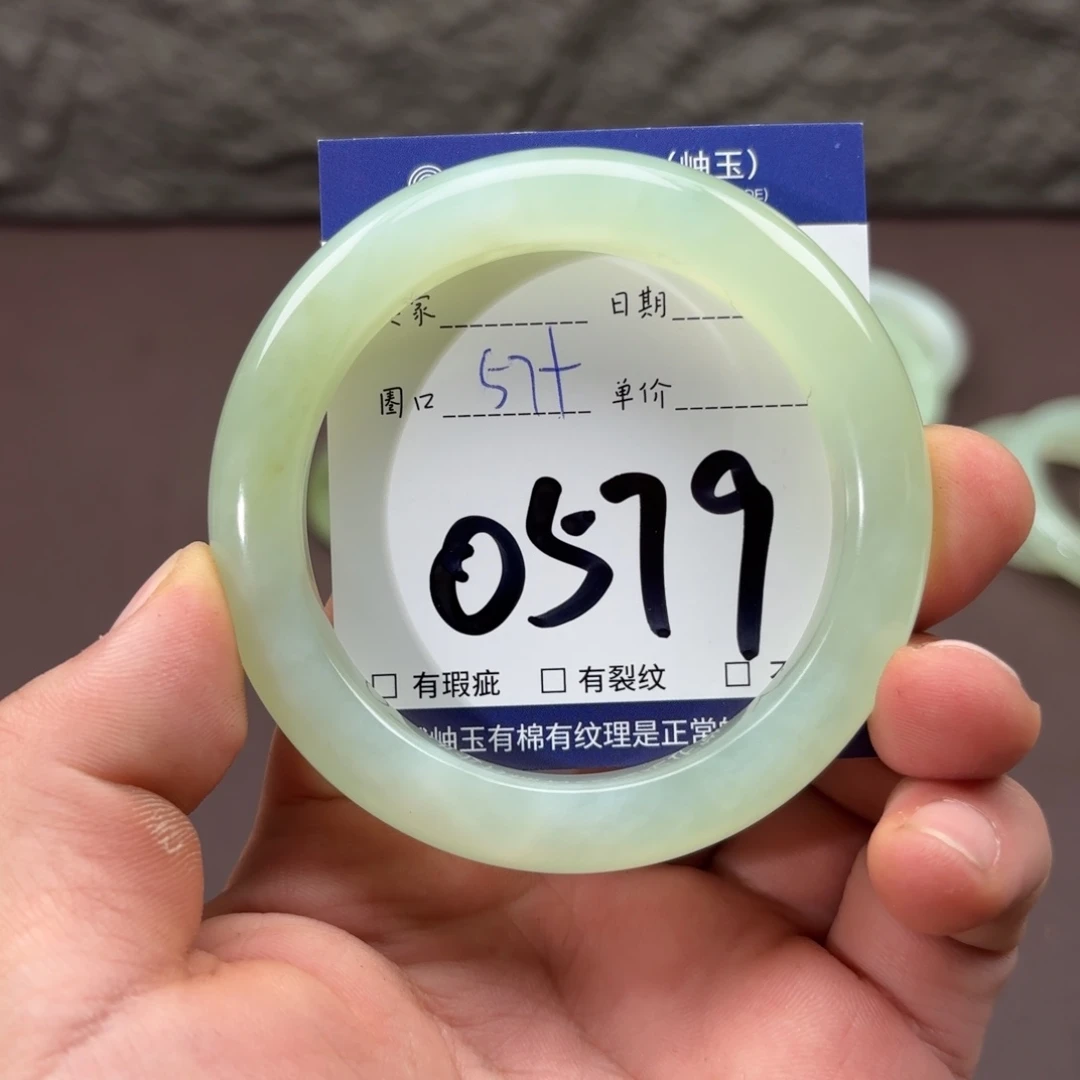 (岫玉)
家 日期
圈口 57+ 单价
0579
□ 有瑕疵 □ 有裂纹 □
岫玉有棉有纹理是正常